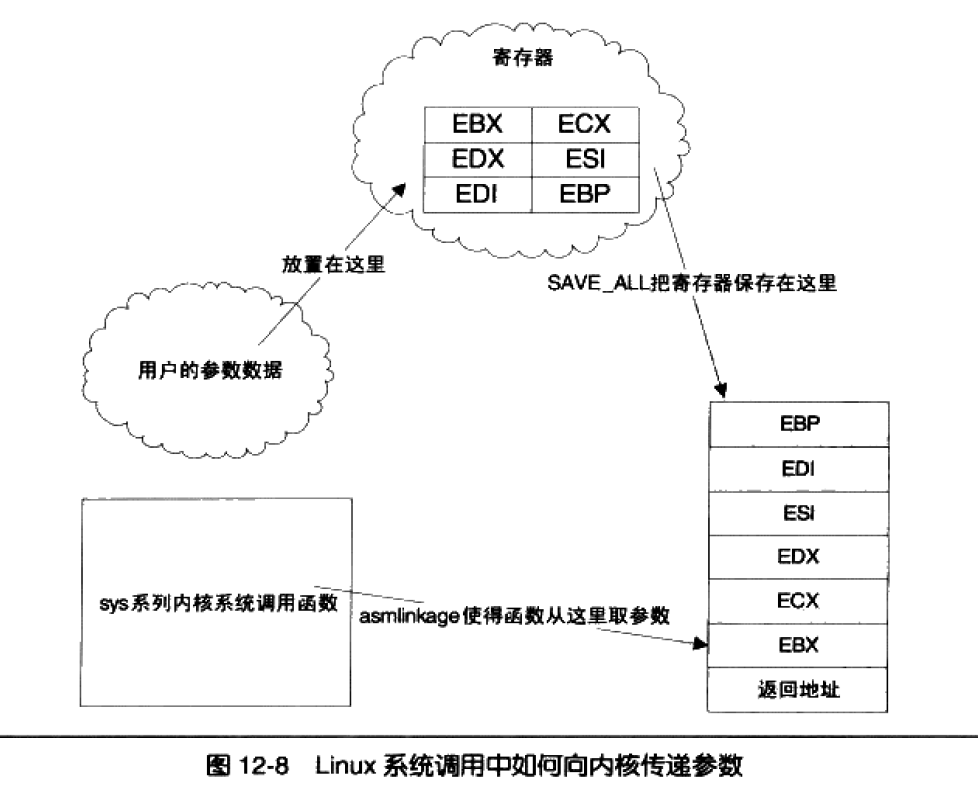 寄存器
EBX ECX
EDX ESI
EDI EBP
放置在这里
SAVE_ALL把寄存器保存在这里
用户的参数数据
EBP
EDI
ESI
EDX
ECX
EBX
返回地址
sys系列内核系统调用函数
asmlinkage使得函数从这里取参数
图 12-8 Linux 系统调用中如何向内核传递参数